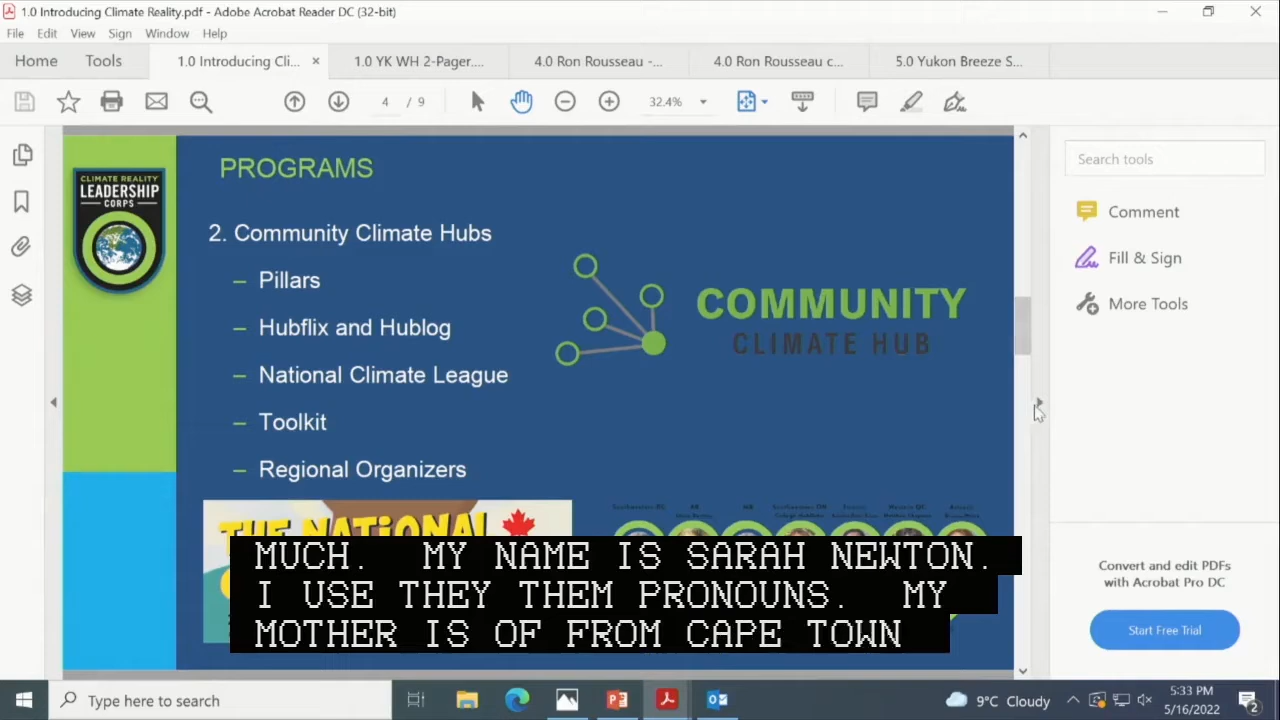 1.0 Introducing Climate Reality.pdf - Adobe Acrobat Reader DC (32-bit)
File Edit View Sign Window Help
Home Tools 1.0 Introducing Cli... × 1.0 YK WH 2-Pager.... 4.0 Ron Rousseau -... 4.0 Ron Rousseau c... 5.0 Yukon Breeze S...
4 / 9 32.4%
CLIMATE REALITY
LEADERSHIP
CORPS
PROGRAMS
2. Community Climate Hubs
– Pillars
– Hubflix and Hublog
– National Climate League
– Toolkit
– Regional Organizers
COMMUNITY
CLIMATE HUB
THE NATIONAL
MUCH. MY NAME IS SARAH NEWTON.
I USE THEY THEM PRONOUNS. MY
MOTHER IS OF FROM CAPE TOWN
Search tools
Comment
Fill & Sign
More Tools
Convert and edit PDFs
with Acrobat Pro DC
Start Free Trial
Type here to search
9°C Cloudy
5:33 PM
5/16/2022
2